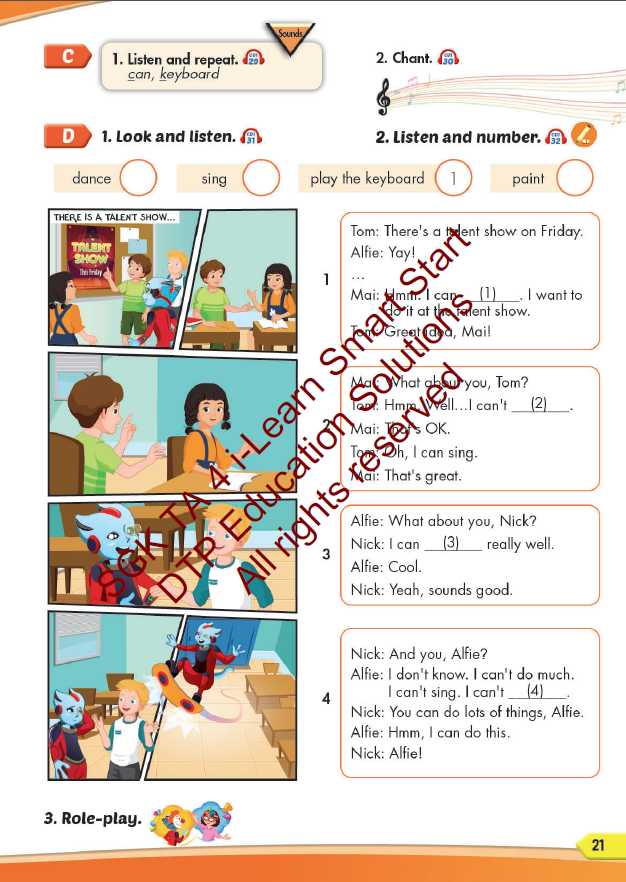 Sounds
C
1. Listen and repeat. CD1 29
can, keyboard
2. Chant. CD1 30
D
1. Look and listen. CD1 31
2. Listen and number. CD1 32
dance
sing
play the keyboard 1
paint
THERE IS A TALENT SHOW...
TALENT
SHOW
This Friday
1
Tom: There's a talent show on Friday.
Alfie: Yay!
...
Mai: Hmm. I can ___(1)___. I want to
do it at the talent show.
Tom: Great idea, Mai!
2
Mai: What about you, Tom?
Tom: Hmm. Well...I can't ___(2)___.
Mai: That's OK.
Tom: Oh, I can sing.
Mai: That's great.
3
Alfie: What about you, Nick?
Nick: I can ___(3)___ really well.
Alfie: Cool.
Nick: Yeah, sounds good.
4
Nick: And you, Alfie?
Alfie: I don't know. I can't do much.
I can't sing. I can't ___(4)___.
Nick: You can do lots of things, Alfie.
Alfie: Hmm, I can do this.
Nick: Alfie!
3. Role-play.
21
SGK TA 4 i-Learn Smart Start
DTP Education Solutions
All rights reserved